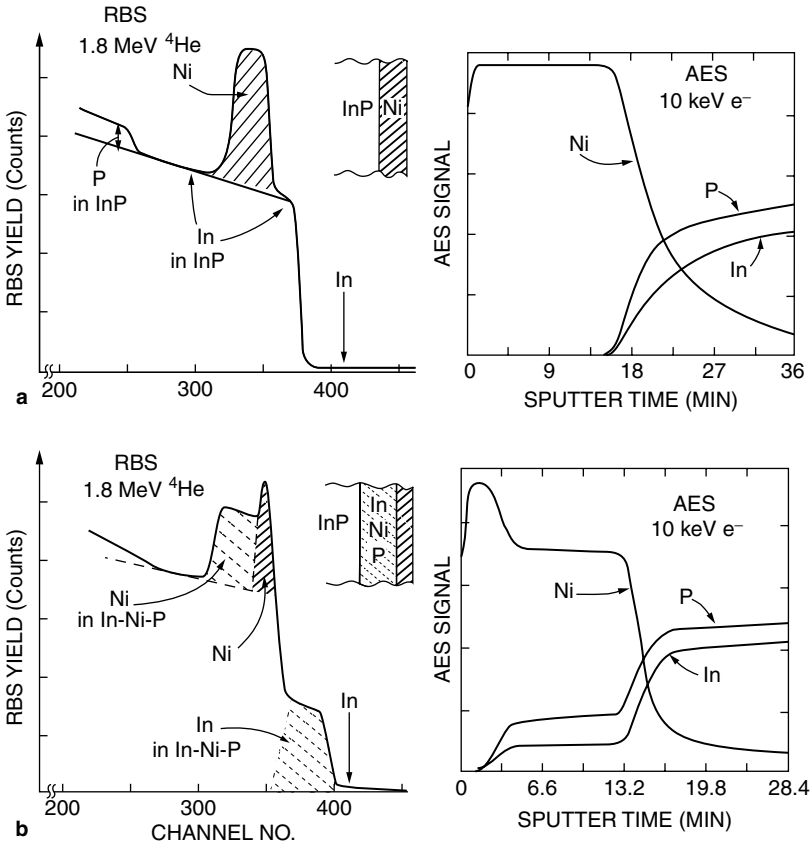 RBS
1.8 MeV ⁴He
Ni
InP
Ni
P
in InP
In
in InP
In
RBS YIELD (Counts)
200
300
400
a
AES
10 keV e⁻
Ni
P
In
AES SIGNAL
0
9
18
27
36
SPUTTER TIME (MIN)
RBS
1.8 MeV ⁴He
InP
In
Ni
P
Ni
in In-Ni-P
Ni
In
In
in In-Ni-P
RBS YIELD (Counts)
200
300
400
b
CHANNEL NO.
AES
10 keV e⁻
Ni
P
In
AES SIGNAL
0
6.6
13.2
19.8
28.4
SPUTTER TIME (MIN)